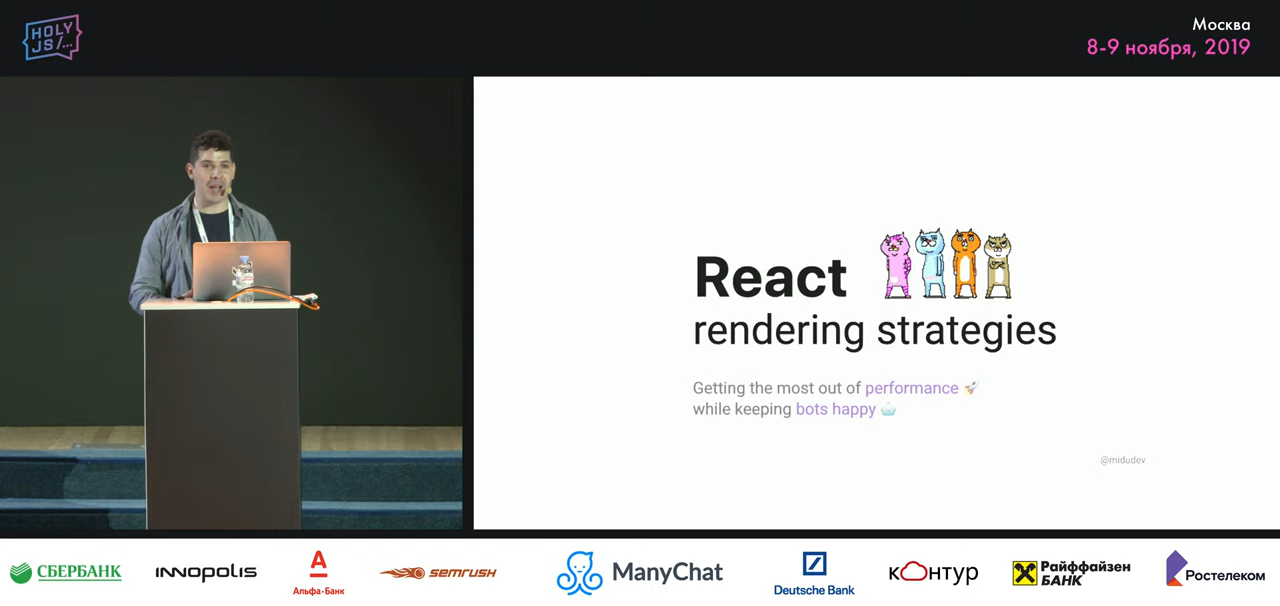 HOLY
JS/...
Москва
8-9 ноября, 2019
React
rendering strategies
Getting the most out of performance 🚀
while keeping bots happy 🤖
@midudev
СБЕРБАНК
INNOPOLIS
А
Альфа·Банк
semrush
ManyChat
Deutsche Bank
кОнтур
Райффайзен
БАНК
Ростелеком